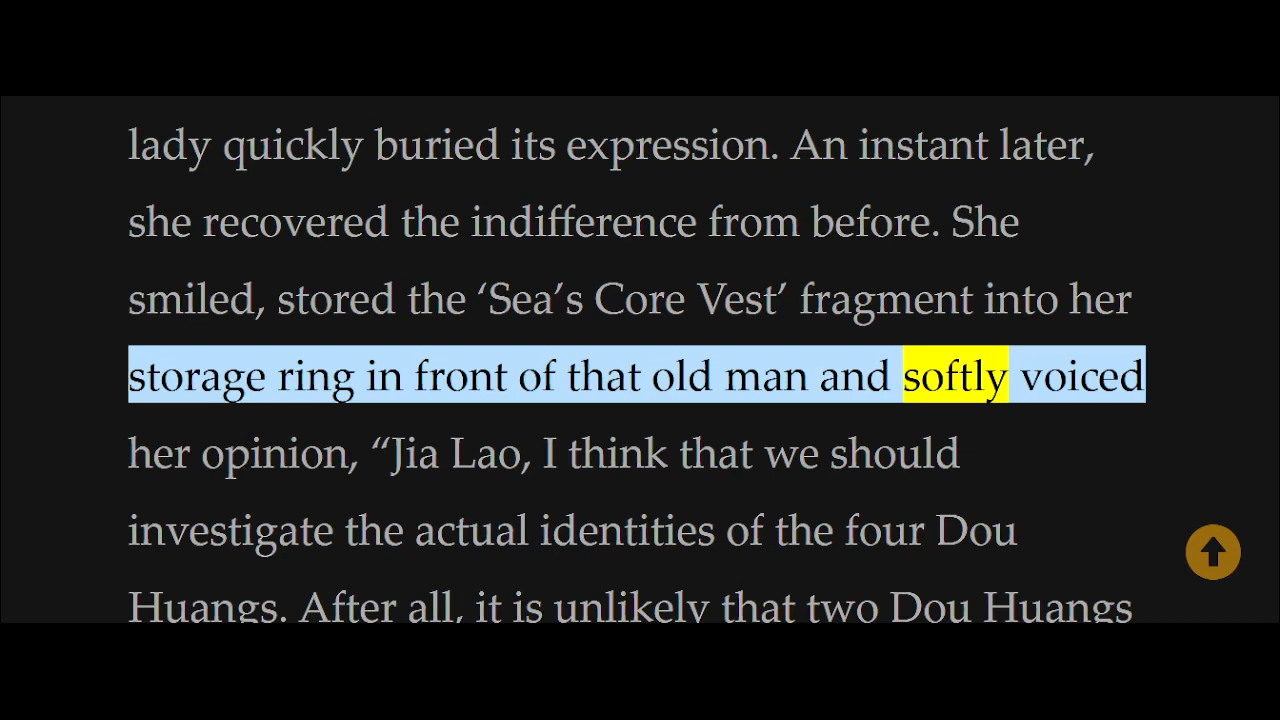 lady quickly buried its expression. An instant later,
she recovered the indifference from before. She
smiled, stored the ‘Sea’s Core Vest’ fragment into her
storage ring in front of that old man and softly voiced
her opinion, “Jia Lao, I think that we should
investigate the actual identities of the four Dou
Huangs. After all, it is unlikely that two Dou Huangs